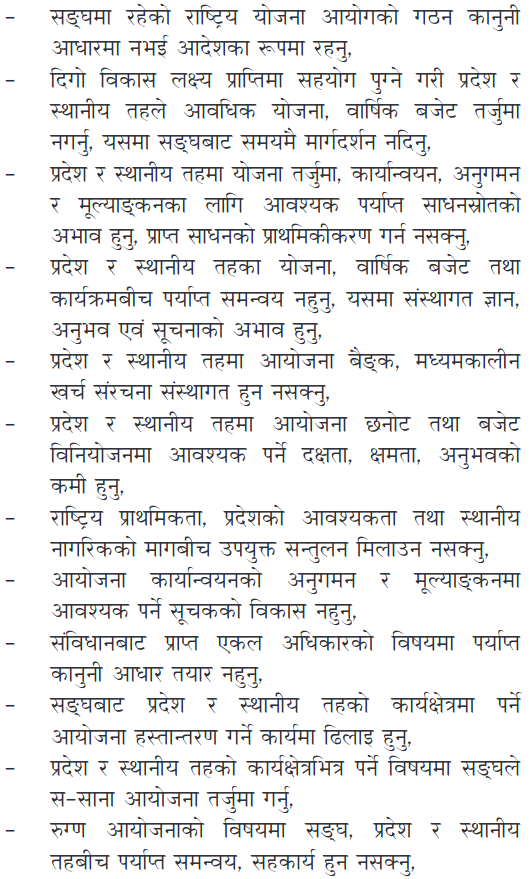 – सङ्घमा रहेको राष्ट्रिय योजना आयोगको गठन कानुनी
आधारमा नभई आदेशका रूपमा रहनु,
– दिगो विकास लक्ष्य प्राप्तिमा सहयोग पुग्ने गरी प्रदेश र
स्थानीय तहले आवधिक योजना, वार्षिक बजेट तर्जुमा
नगर्नु, यसमा सङ्घबाट समयमै मार्गदर्शन नदिनु,
– प्रदेश र स्थानीय तहमा योजना तर्जुमा, कार्यान्वयन, अनुगमन
र मूल्याङ्कनका लागि आवश्यक पर्याप्त साधनस्रोतको
अभाव हुनु, प्राप्त साधनको प्राथमिकीकरण गर्न नसक्नु,
– प्रदेश र स्थानीय तहका योजना, वार्षिक बजेट तथा
कार्यक्रमबीच पर्याप्त समन्वय नहुनु, यसमा संस्थागत ज्ञान,
अनुभव एवं सूचनाको अभाव हुनु,
– प्रदेश र स्थानीय तहमा आयोजना बैङ्क, मध्यमकालीन
खर्च संरचना संस्थागत हुन नसक्नु,
– प्रदेश र स्थानीय तहमा आयोजना छनोट तथा बजेट
विनियोजनमा आवश्यक पर्ने दक्षता, क्षमता, अनुभवको
कमी हुनु,
– राष्ट्रिय प्राथमिकता, प्रदेशको आवश्यकता तथा स्थानीय
नागरिकको मागबीच उपयुक्त सन्तुलन मिलाउन नसक्नु,
– आयोजना कार्यान्वयनको अनुगमन र मूल्याङ्कनमा
आवश्यक पर्ने सूचकको विकास नहुनु,
– संविधानबाट प्राप्त एकल अधिकारको विषयमा पर्याप्त
कानुनी आधार तयार नहुनु,
– सङ्घबाट प्रदेश र स्थानीय तहको कार्यक्षेत्रमा पर्ने
आयोजना हस्तान्तरण गर्ने कार्यमा ढिलाइ हुनु,
– प्रदेश र स्थानीय तहको कार्यक्षेत्रभित्र पर्ने विषयमा सङ्घले
स-साना आयोजना तर्जुमा गर्नु,
– रुग्ण आयोजनाको विषयमा सङ्घ, प्रदेश र स्थानीय
तहबीच पर्याप्त समन्वय, सहकार्य हुन नसक्नु,